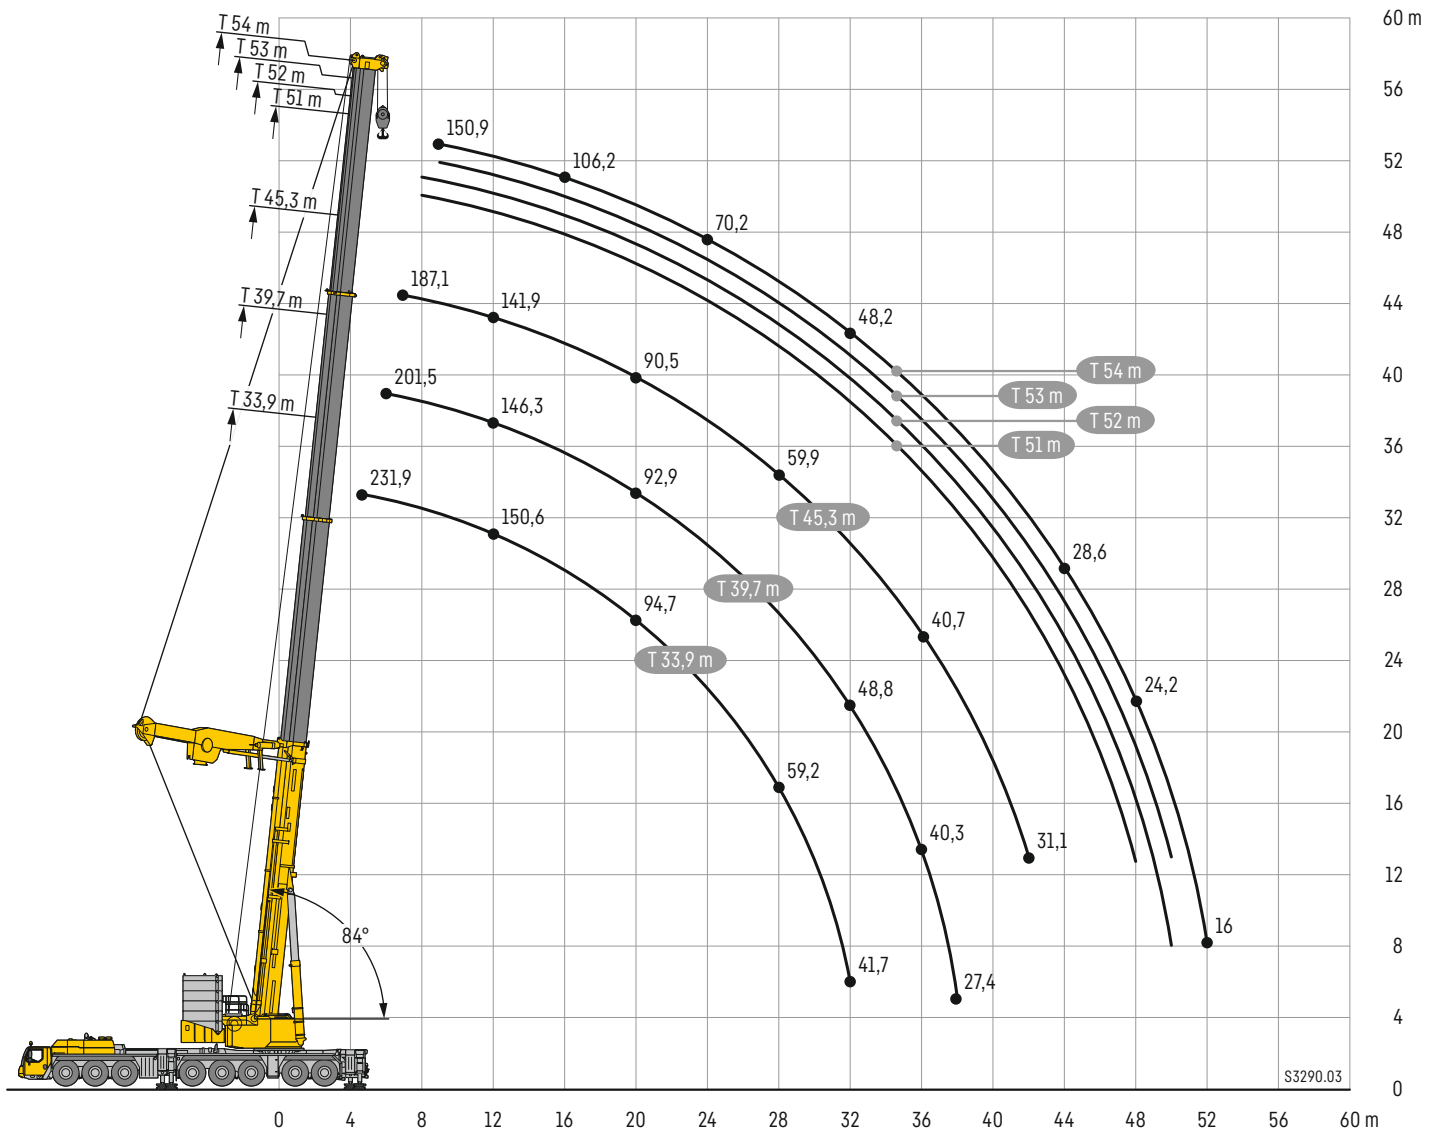 T 54 m
T 53 m
T 52 m
T 51 m
T 45,3 m
T 39,7 m
T 33,9 m
84°
150,9
106,2
70,2
48,2
28,6
24,2
16
187,1
141,9
90,5
59,9
40,7
31,1
201,5
146,3
92,9
48,8
40,3
27,4
231,9
150,6
94,7
59,2
41,7
T 54 m
T 53 m
T 52 m
T 51 m
T 45,3 m
T 39,7 m
T 33,9 m
60 m
56
52
48
44
40
36
32
28
24
20
16
12
8
4
0
S3290.03
0 4 8 12 16 20 24 28 32 36 40 44 48 52 56 60 m